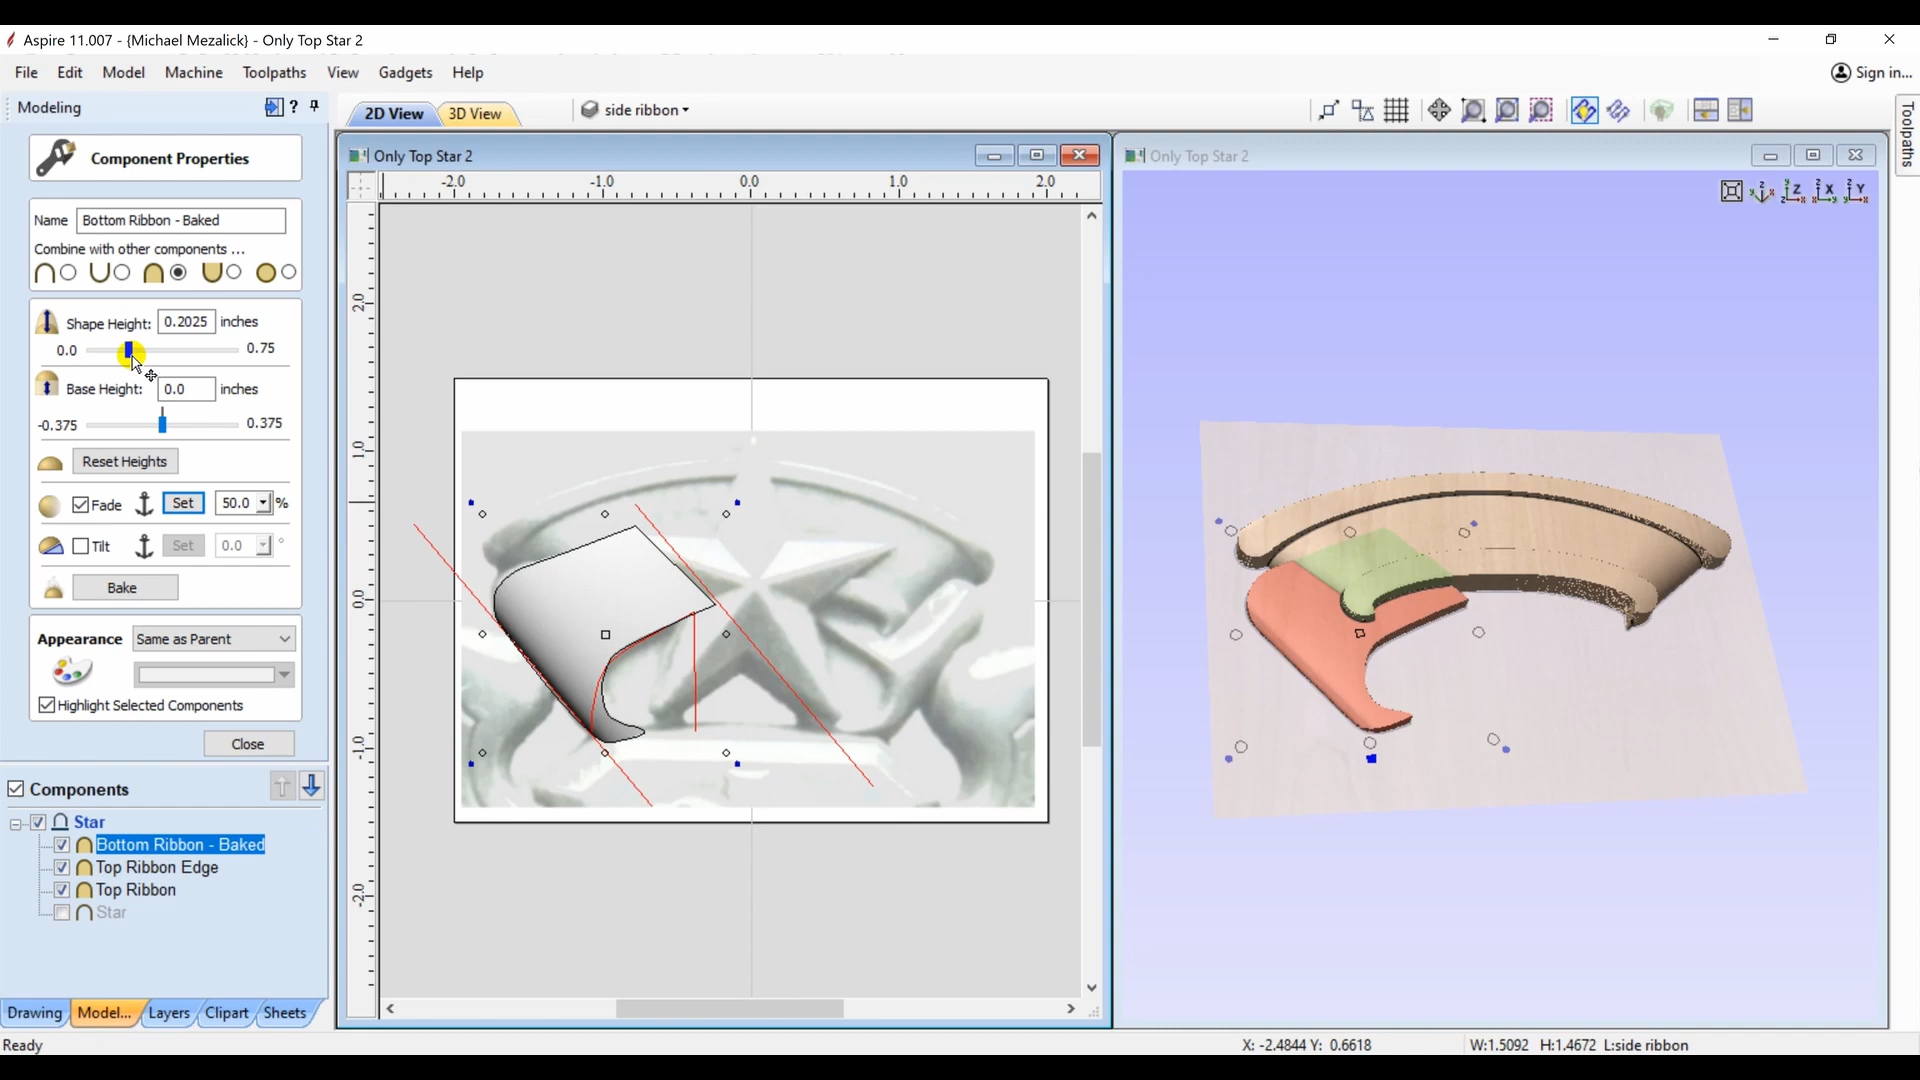 Aspire 11.007 - {Michael Mezalick} - Only Top Star 2
File Edit Model Machine Toolpaths View Gadgets Help
Sign in...
Modeling
2D View 3D View side ribbon
Toolpaths
Component Properties
Only Top Star 2
Only Top Star 2
-2.0 -1.0 0.0 1.0 2.0
2.0
1.0
0.0
-1.0
-2.0
Name Bottom Ribbon - Baked
Combine with other components ...
Shape Height: 0.2025 inches
0.0 0.75
Base Height: 0.0 inches
-0.375 0.375
Reset Heights
Fade Set 50.0 %
Tilt Set 0.0 °
Bake
Appearance Same as Parent
Highlight Selected Components
Close
Components
Star
Bottom Ribbon - Baked
Top Ribbon Edge
Top Ribbon
Star
Drawing Model... Layers Clipart Sheets
Ready
X: -2.4844 Y: 0.6618
W:1.5092 H:1.4672 L:side ribbon